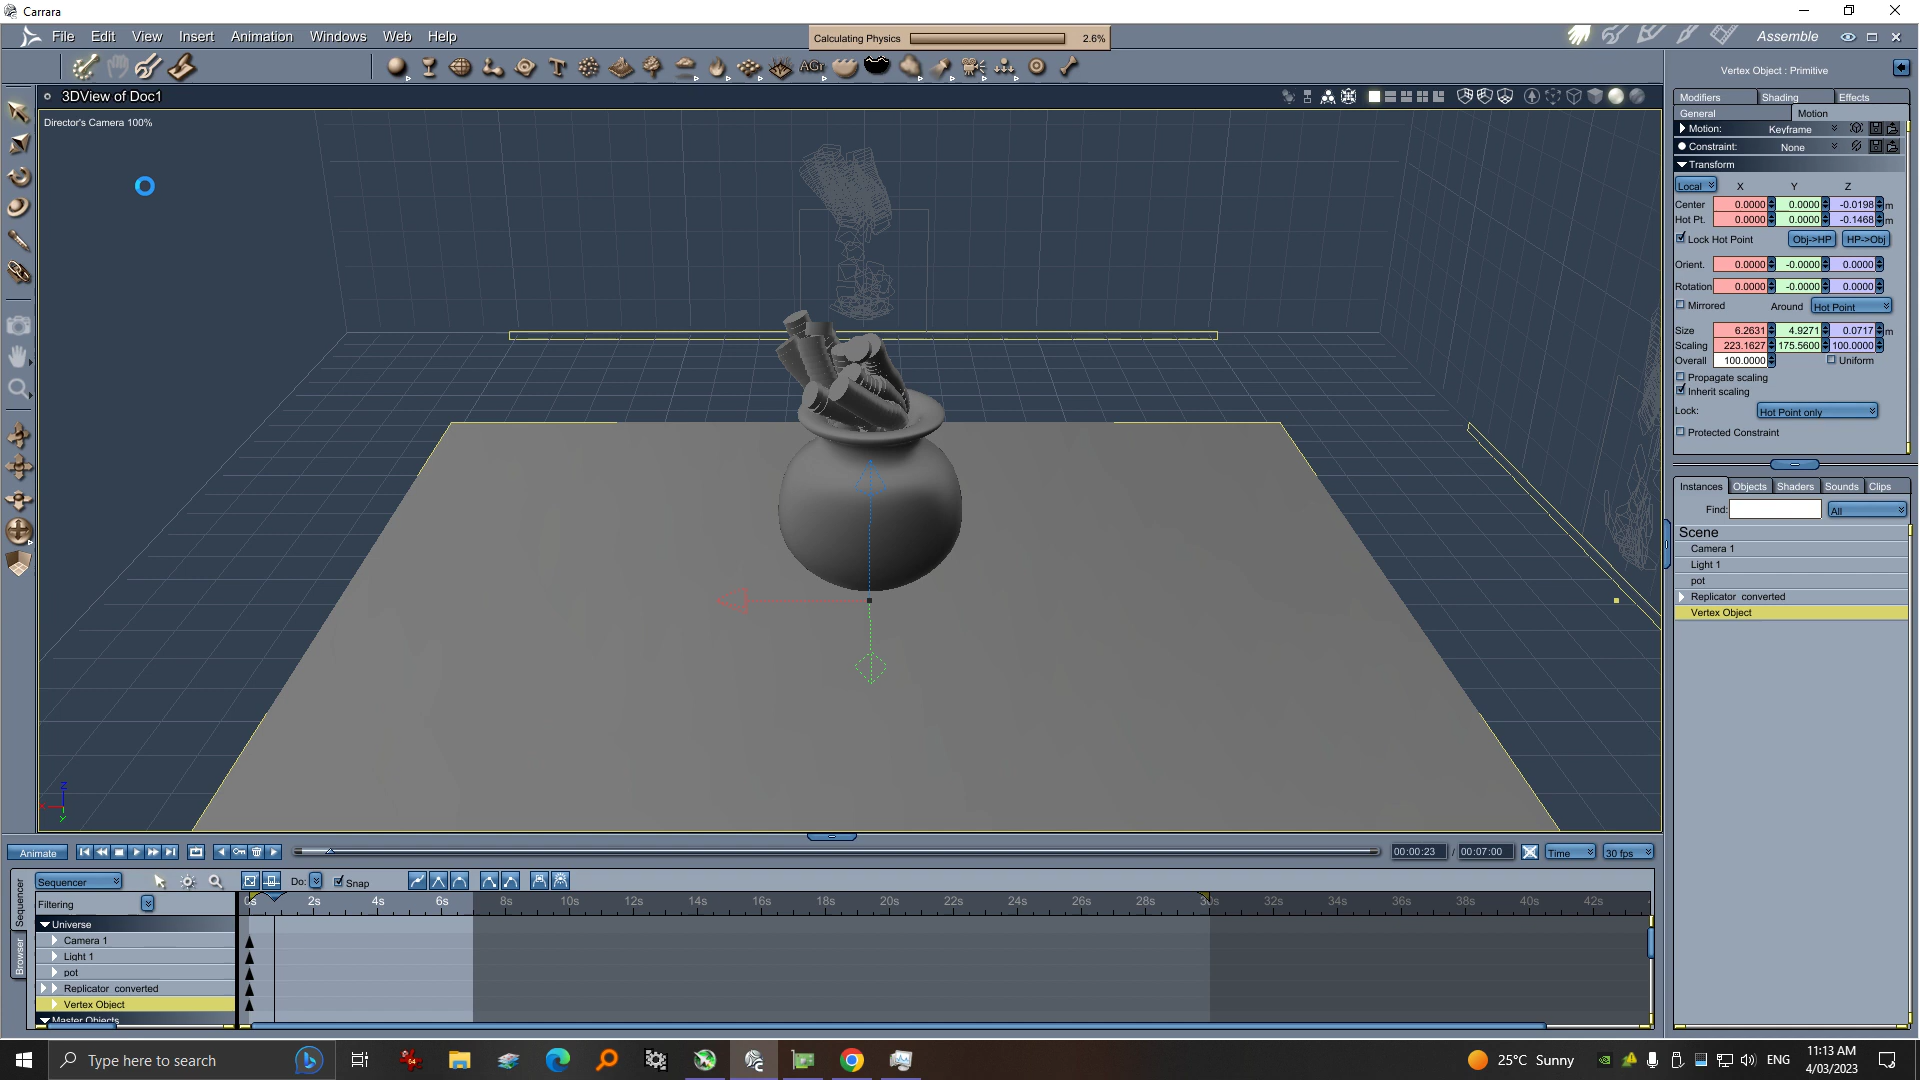 Carrara
File Edit View Insert Animation Windows Web Help
Calculating Physics 2.6%
Assemble
AGr
Vertex Object : Primitive
3DView of Doc1
Director's Camera 100%
Modifiers Shading Effects
General Motion
Motion: Keyframe
Constraint: None
Transform
Local X Y Z
Center 0.0000 0.0000 -0.0198 m
Hot Pt. 0.0000 0.0000 -0.1468 m
Lock Hot Point Obj->HP HP->Obj
Orient. 0.0000 -0.0000 0.0000
Rotation 0.0000 -0.0000 0.0000
Mirrored Around Hot Point
Size 6.2631 4.9271 0.0717 m
Scaling 223.1627 175.5600 100.0000
Overall 100.0000 Uniform
Propagate scaling
Inherit scaling
Lock: Hot Point only
Protected Constraint
Instances Objects Shaders Sounds Clips
Find: All
Scene
Camera 1
Light 1
pot
Replicator converted
Vertex Object
Z
X
Y
Animate 00:00:23 / 00:07:00 Time 30 fps
Sequencer Do: Snap
Sequencer
Browser
Filtering
0s 2s 4s 6s 8s 10s 12s 14s 16s 18s 20s 22s 24s 26s 28s 30s 32s 34s 36s 38s 40s 42s
Universe
Camera 1
Light 1
pot
Replicator converted
Vertex Object
Master Objects
Type here to search
25°C Sunny ENG 11:13 AM
4/03/2023